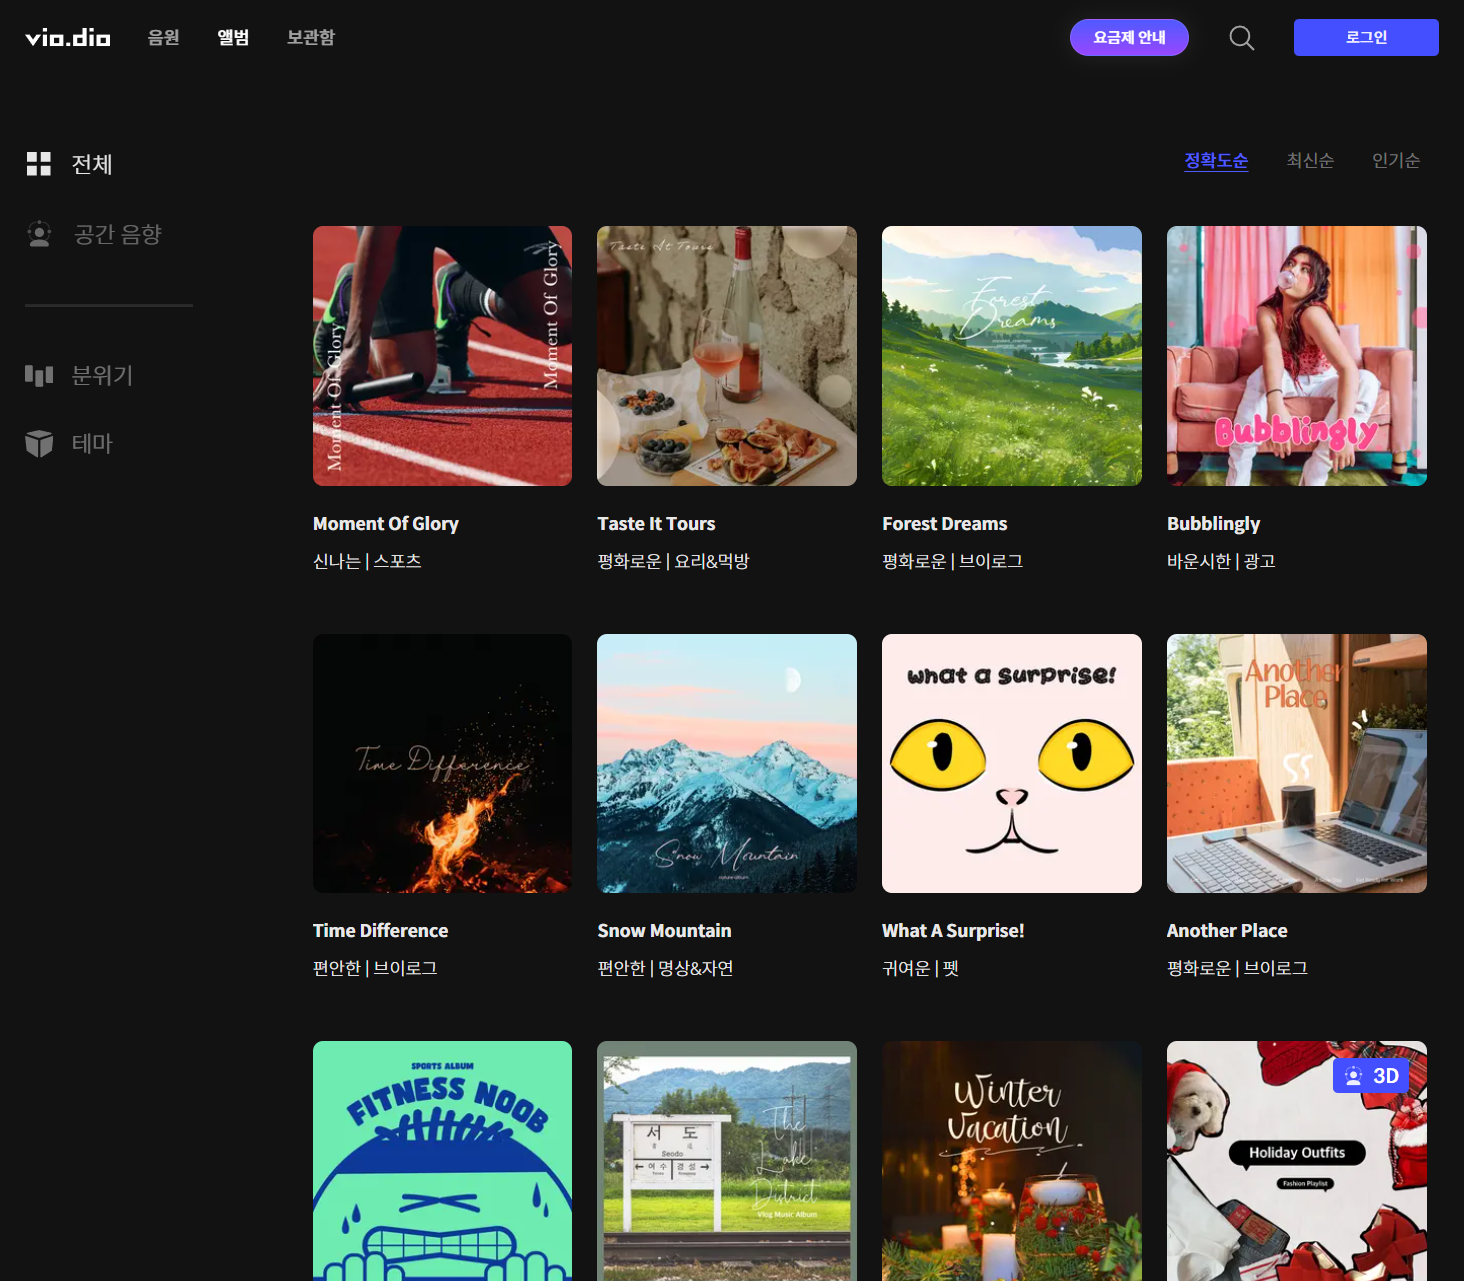 vio.dio 음원 앨범 보관함 요금제 안내 로그인
전체
공간 음향
분위기
테마
정확도순 최신순 인기순
Moment Of Glory
Moment Of Glory
Taste It Tours
Forest
Dreams
Bubblingly
Moment Of Glory
신나는 | 스포츠
Taste It Tours
평화로운 | 요리&먹방
Forest Dreams
평화로운 | 브이로그
Bubblingly
바운시한 | 광고
Time Difference
Snow Mountain
what a surprise!
Another
Place
Time Difference
편안한 | 브이로그
Snow Mountain
편안한 | 명상&자연
What A Surprise!
귀여운 | 펫
Another Place
평화로운 | 브이로그
SPORTS ALBUM
FITNESS NOOB
서 도
Seodo
여수 경성
The
Lake
District
Vlog Music Album
Winter
Vacation
3D
Holiday Outfits
Fashion Playlist